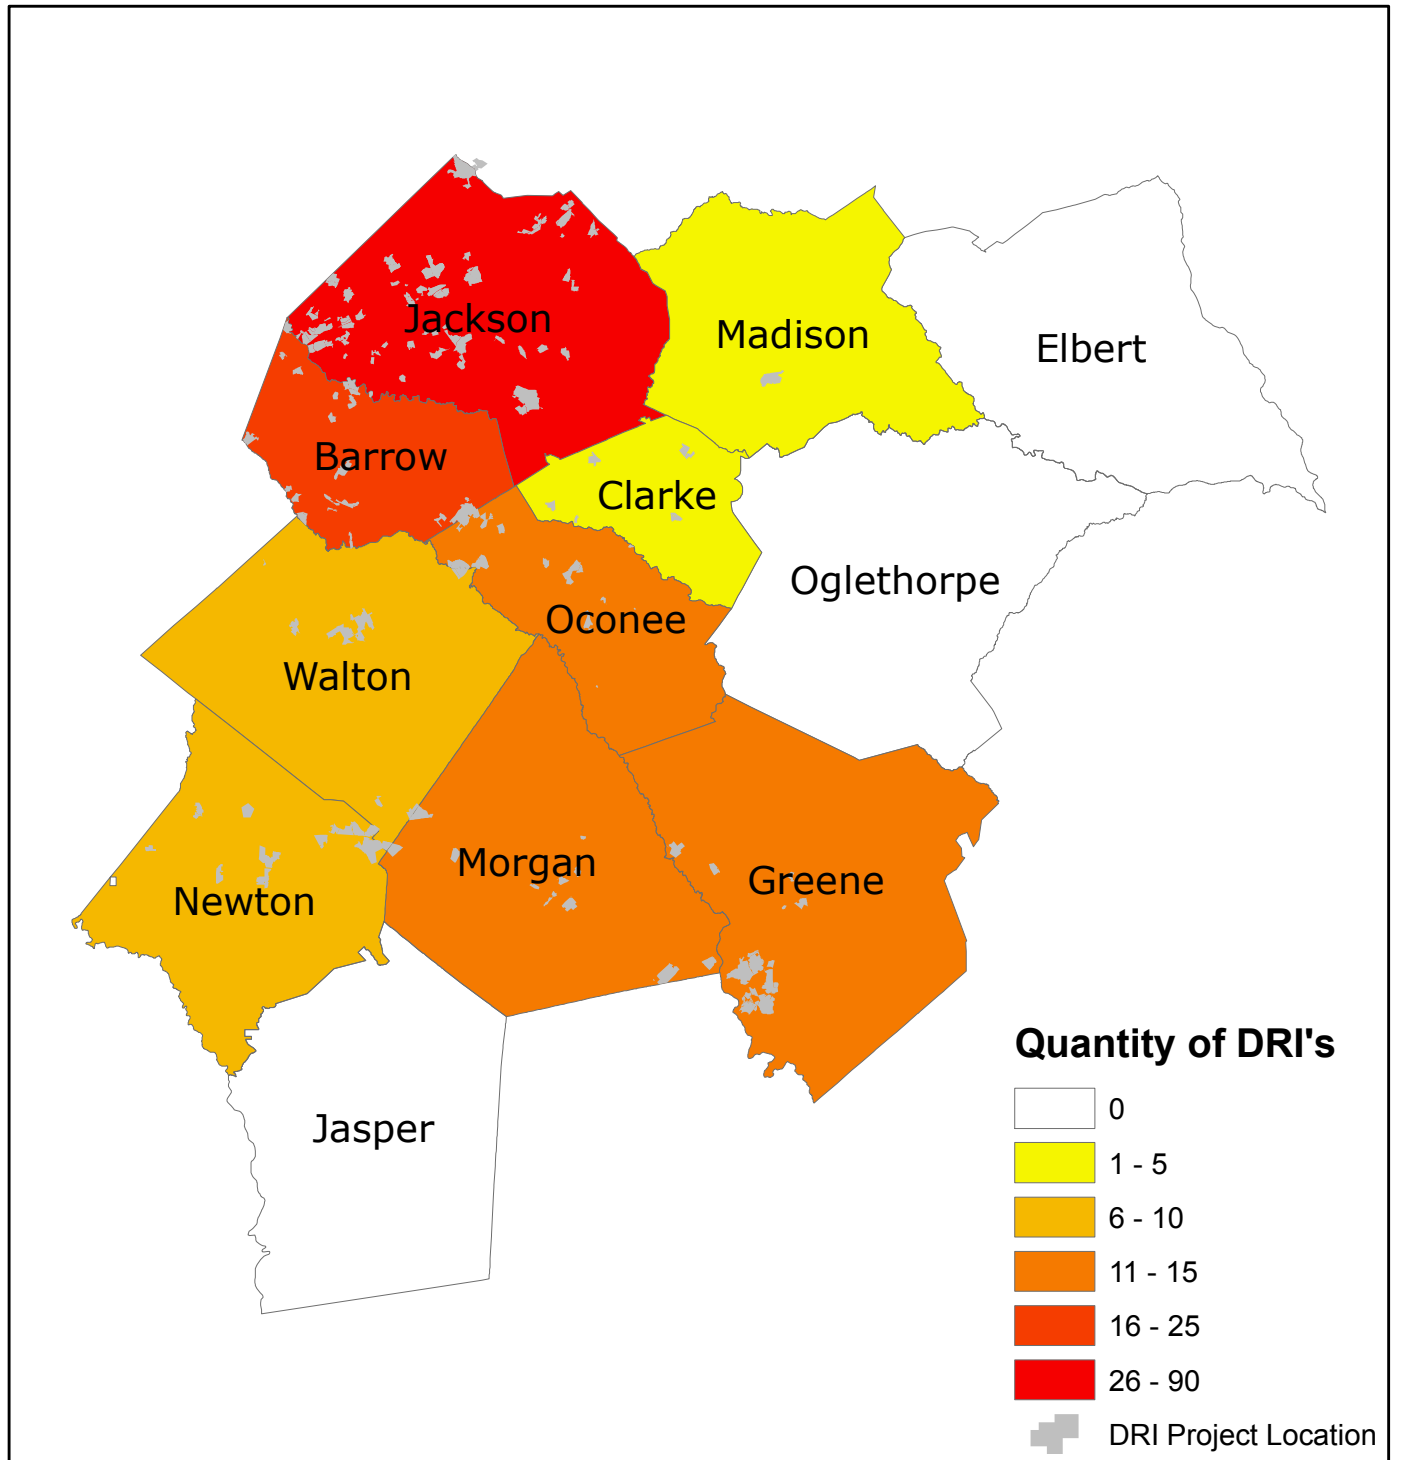 Jackson
Madison
Elbert
Barrow
Clarke
Oglethorpe
Oconee
Walton
Morgan
Greene
Newton
Jasper
Quantity of DRI's
0
1 - 5
6 - 10
11 - 15
16 - 25
26 - 90
DRI Project Location